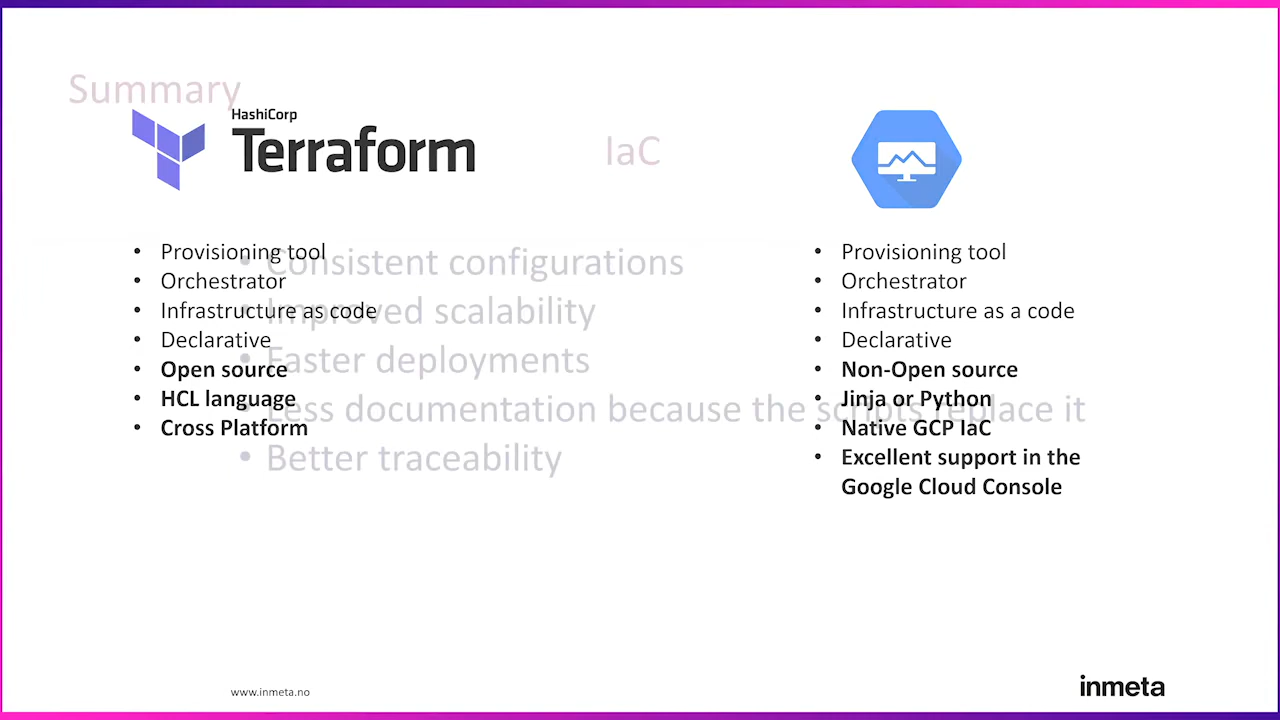 Summary
IaC
• Consistent configurations
• Improved scalability
• Faster deployments
• Less documentation because the scripts replace it
• Better traceability
HashiCorp
Terraform
• Provisioning tool
• Orchestrator
• Infrastructure as code
• Declarative
• Open source
• HCL language
• Cross Platform
• Provisioning tool
• Orchestrator
• Infrastructure as a code
• Declarative
• Non-Open source
• Jinja or Python
• Native GCP IaC
• Excellent support in the
Google Cloud Console
www.inmeta.no
inmeta